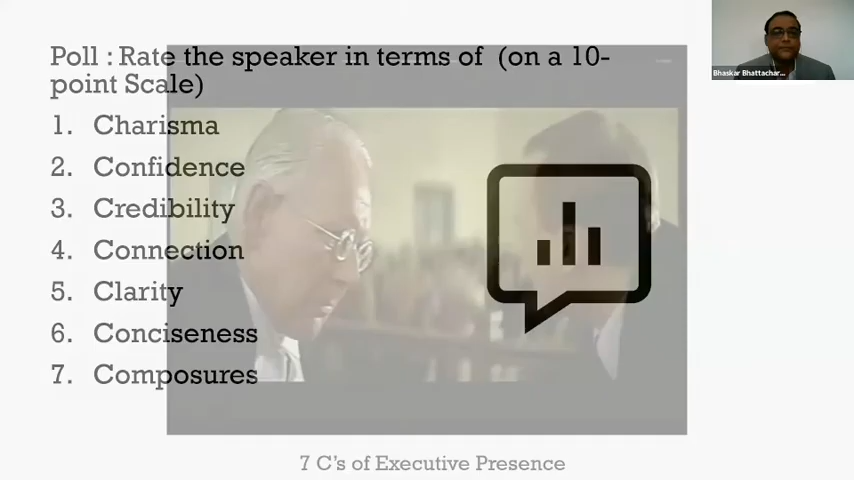 Poll : Rate the speaker in terms of (on a 10-
point Scale)
1. Charisma
2. Confidence
3. Credibility
4. Connection
5. Clarity
6. Conciseness
7. Composures
7 C's of Executive Presence
Bhaskar Bhattachar...